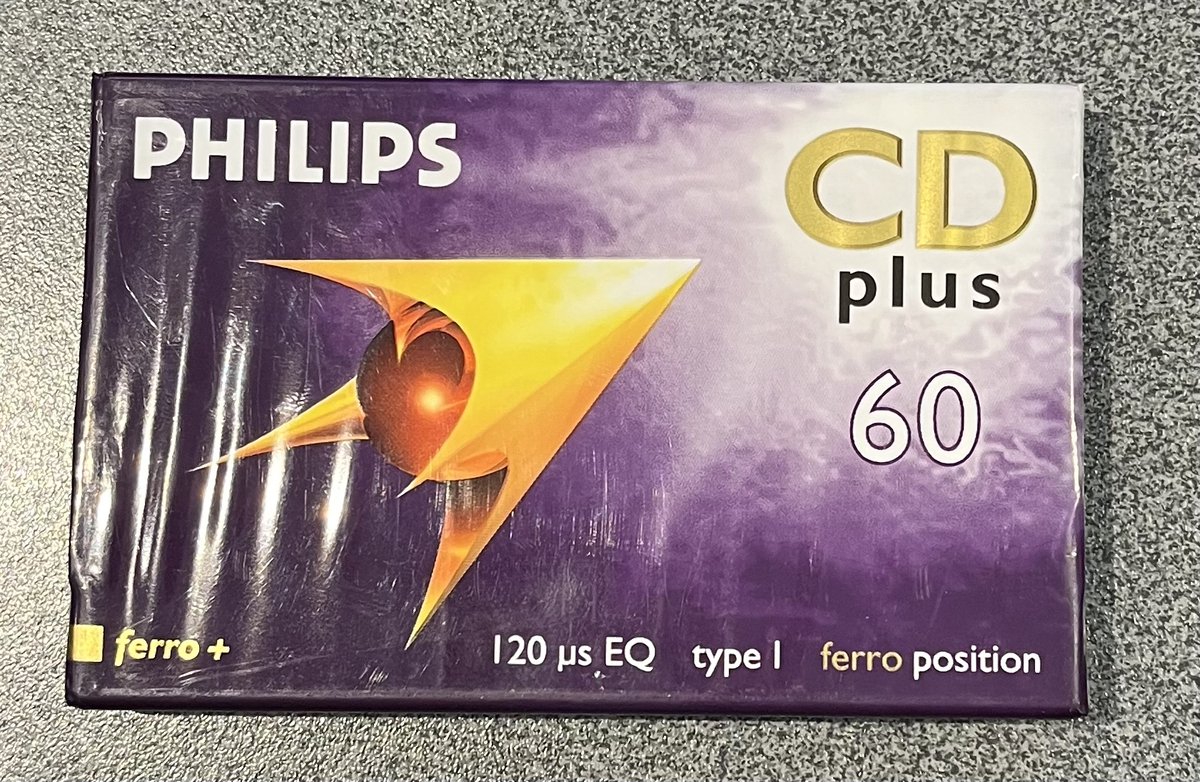 PHILIPS
CD
plus
60
ferro +
120 µs EQ type I ferro position